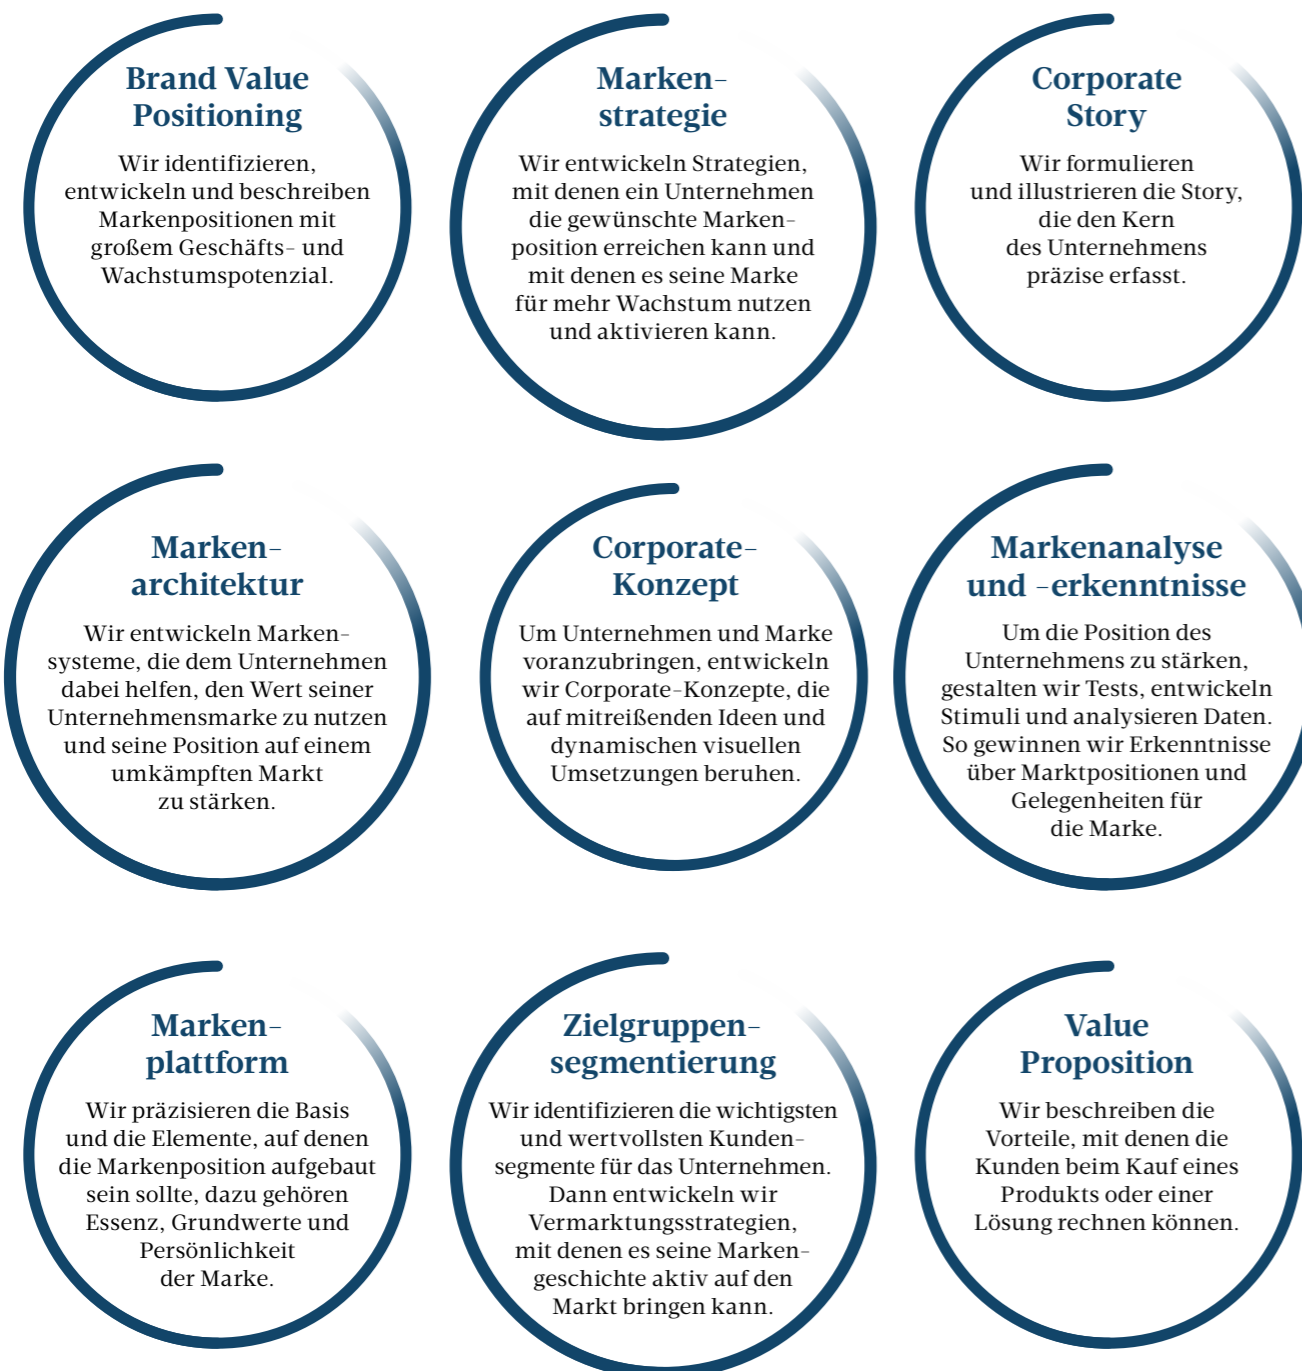 Brand Value
Positioning
Wir identifizieren,
entwickeln und beschreiben
Markenpositionen mit
großem Geschäfts- und
Wachstumspotenzial.
Marken-
strategie
Wir entwickeln Strategien,
mit denen ein Unternehmen
die gewünschte Marken-
position erreichen kann und
mit denen es seine Marke
für mehr Wachstum nutzen
und aktivieren kann.
Corporate
Story
Wir formulieren
und illustrieren die Story,
die den Kern
des Unternehmens
präzise erfasst.
Marken-
architektur
Wir entwickeln Marken-
systeme, die dem Unternehmen
dabei helfen, den Wert seiner
Unternehmensmarke zu nutzen
und seine Position auf einem
umkämpften Markt
zu stärken.
Corporate-
Konzept
Um Unternehmen und Marke
voranzubringen, entwickeln
wir Corporate-Konzepte, die
auf mitreißenden Ideen und
dynamischen visuellen
Umsetzungen beruhen.
Markenanalyse
und -erkenntnisse
Um die Position des
Unternehmens zu stärken,
gestalten wir Tests, entwickeln
Stimuli und analysieren Daten.
So gewinnen wir Erkenntnisse
über Marktpositionen und
Gelegenheiten für
die Marke.
Marken-
plattform
Wir präzisieren die Basis
und die Elemente, auf denen
die Markenposition aufgebaut
sein sollte, dazu gehören
Essenz, Grundwerte und
Persönlichkeit
der Marke.
Zielgruppen-
segmentierung
Wir identifizieren die wichtigsten
und wertvollsten Kunden-
segmente für das Unternehmen.
Dann entwickeln wir
Vermarktungsstrategien,
mit denen es seine Marken-
geschichte aktiv auf den
Markt bringen kann.
Value
Proposition
Wir beschreiben die
Vorteile, mit denen die
Kunden beim Kauf eines
Produkts oder einer
Lösung rechnen können.